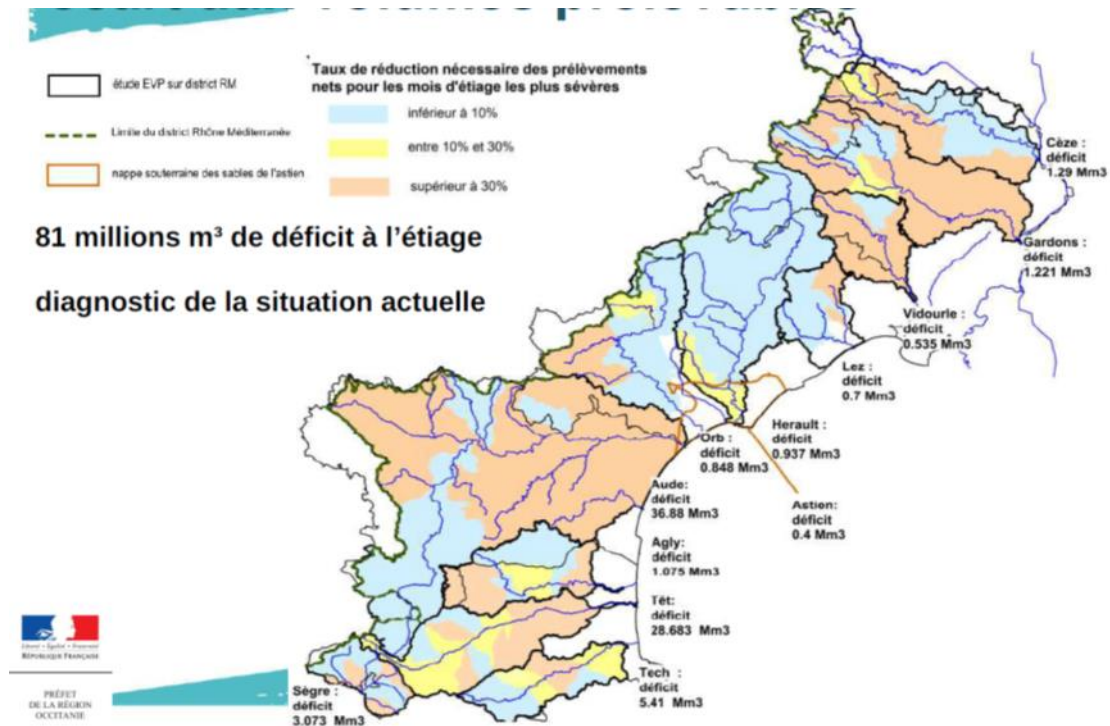 étude EVP sur district RM
Limite du district Rhône Méditerranée
nappe souterraine des sables de l'astien
Taux de réduction nécessaire des prélèvements
nets pour les mois d'étiage les plus sévères
inférieur à 10%
entre 10% et 30%
supérieur à 30%
81 millions m³ de déficit à l'étiage
diagnostic de la situation actuelle
Cèze :
déficit
1.29 Mm3
Gardons :
déficit
1.221 Mm3
Vidourle :
déficit
0.535 Mm3
Lez :
déficit
0.7 Mm3
Herault :
déficit
0.937 Mm3
Orb :
déficit
0.848 Mm3
Astien:
déficit
0.4 Mm3
Aude:
déficit
36.88 Mm3
Agly:
déficit
1.075 Mm3
Têt:
déficit
28.683 Mm3
Tech :
déficit
5.41 Mm3
Sègre :
déficit
3.073 Mm3
Liberté • Égalité • Fraternité
RÉPUBLIQUE FRANÇAISE
PRÉFET
DE LA RÉGION
OCCITANIE